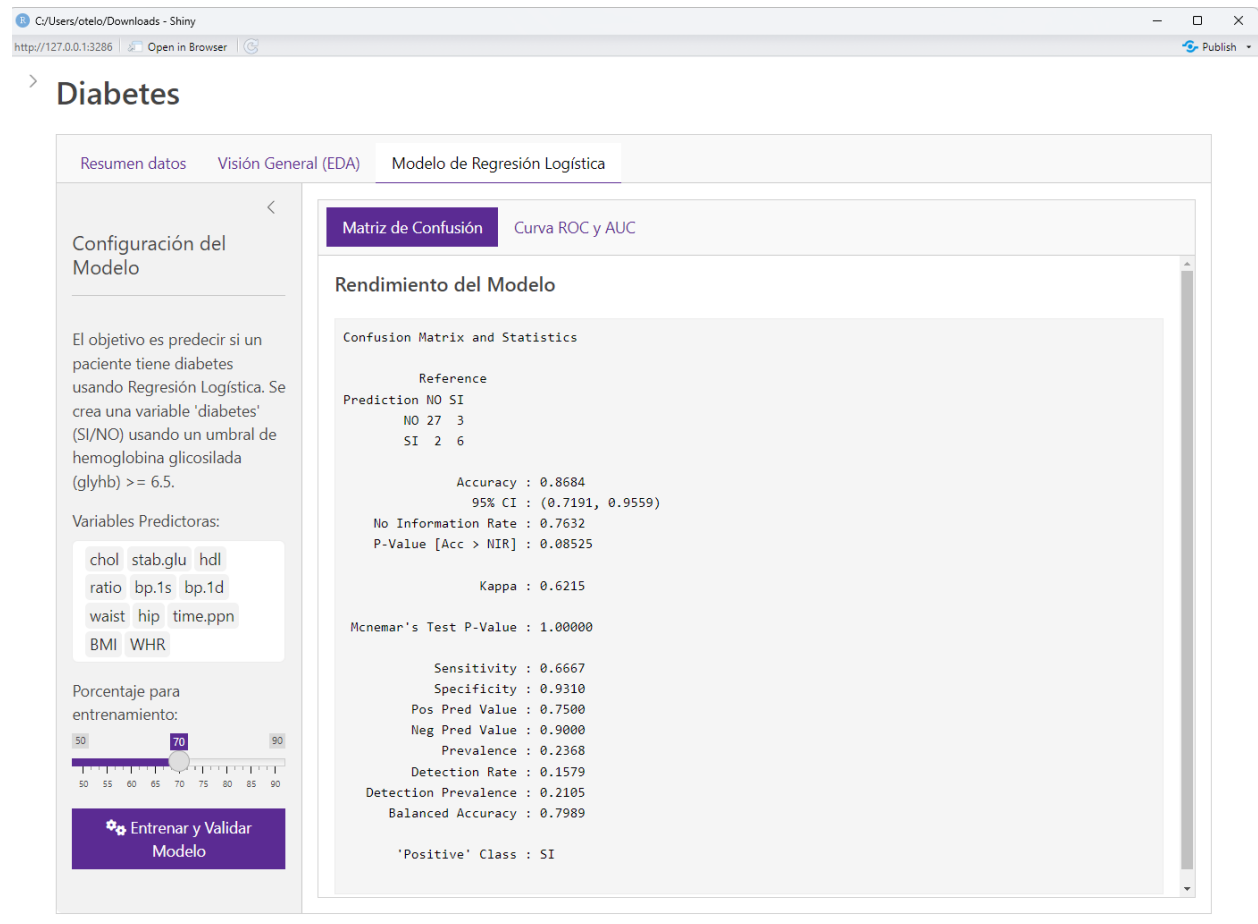 C:/Users/otelo/Downloads - Shiny
http://127.0.0.1:3286 Open in Browser Publish
Diabetes
Resumen datos Visión General (EDA) Modelo de Regresión Logística
Configuración del
Modelo
El objetivo es predecir si un
paciente tiene diabetes
usando Regresión Logística. Se
crea una variable 'diabetes'
(SI/NO) usando un umbral de
hemoglobina glicosilada
(glyhb) >= 6.5.
Variables Predictoras:
chol stab.glu hdl
ratio bp.1s bp.1d
waist hip time.ppn
BMI WHR
Porcentaje para
entrenamiento:
50 70 90
50 55 60 65 70 75 80 85 90
Entrenar y Validar
Modelo
Matriz de Confusión Curva ROC y AUC
Rendimiento del Modelo
Confusion Matrix and Statistics
Reference
Prediction NO SI
NO 27 3
SI 2 6
Accuracy : 0.8684
95% CI : (0.7191, 0.9559)
No Information Rate : 0.7632
P-Value [Acc > NIR] : 0.08525
Kappa : 0.6215
Mcnemar's Test P-Value : 1.00000
Sensitivity : 0.6667
Specificity : 0.9310
Pos Pred Value : 0.7500
Neg Pred Value : 0.9000
Prevalence : 0.2368
Detection Rate : 0.1579
Detection Prevalence : 0.2105
Balanced Accuracy : 0.7989
'Positive' Class : SI